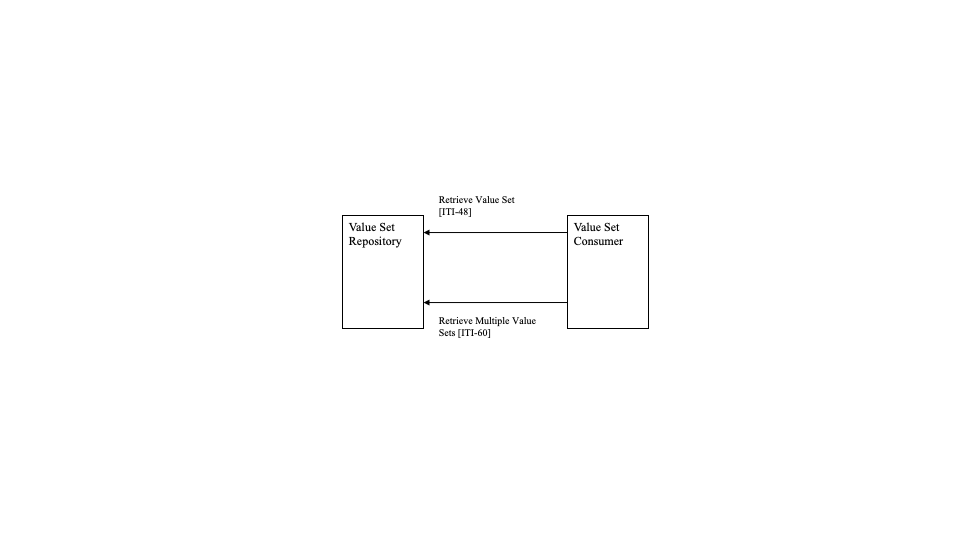 Retrieve Value Set
[ITI-48]
Value Set
Repository
Value Set
Consumer
Retrieve Multiple Value
Sets [ITI-60]